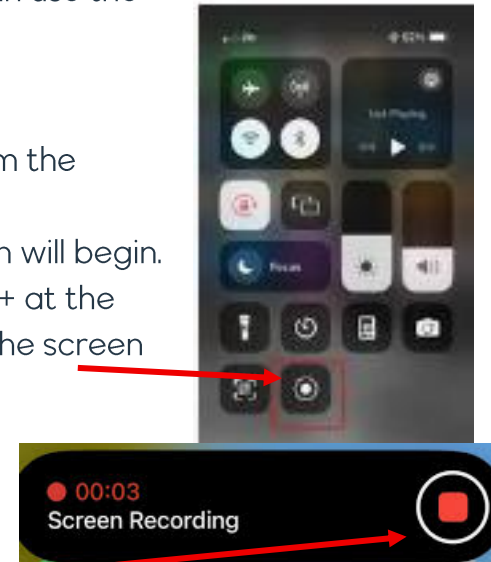 m the
n will begin.
+ at the
he screen
Focus
00:03
Screen Recording